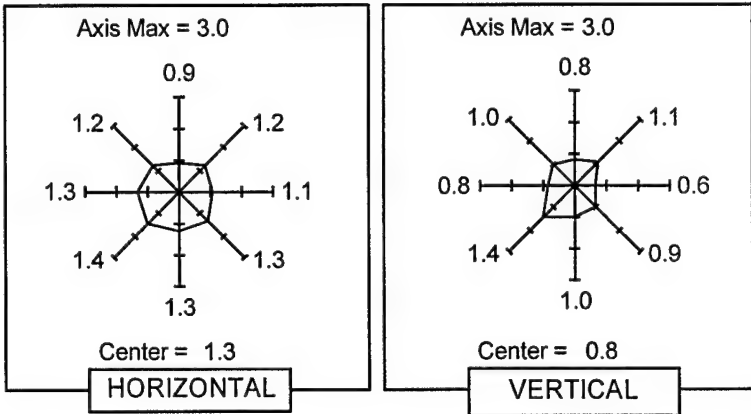 Axis Max = 3.0
0.9
1.2 1.2
1.3 1.1
1.4 1.3
1.3
Center = 1.3
HORIZONTAL
Axis Max = 3.0
0.8
1.0 1.1
0.8 0.6
1.4 0.9
1.0
Center = 0.8
VERTICAL